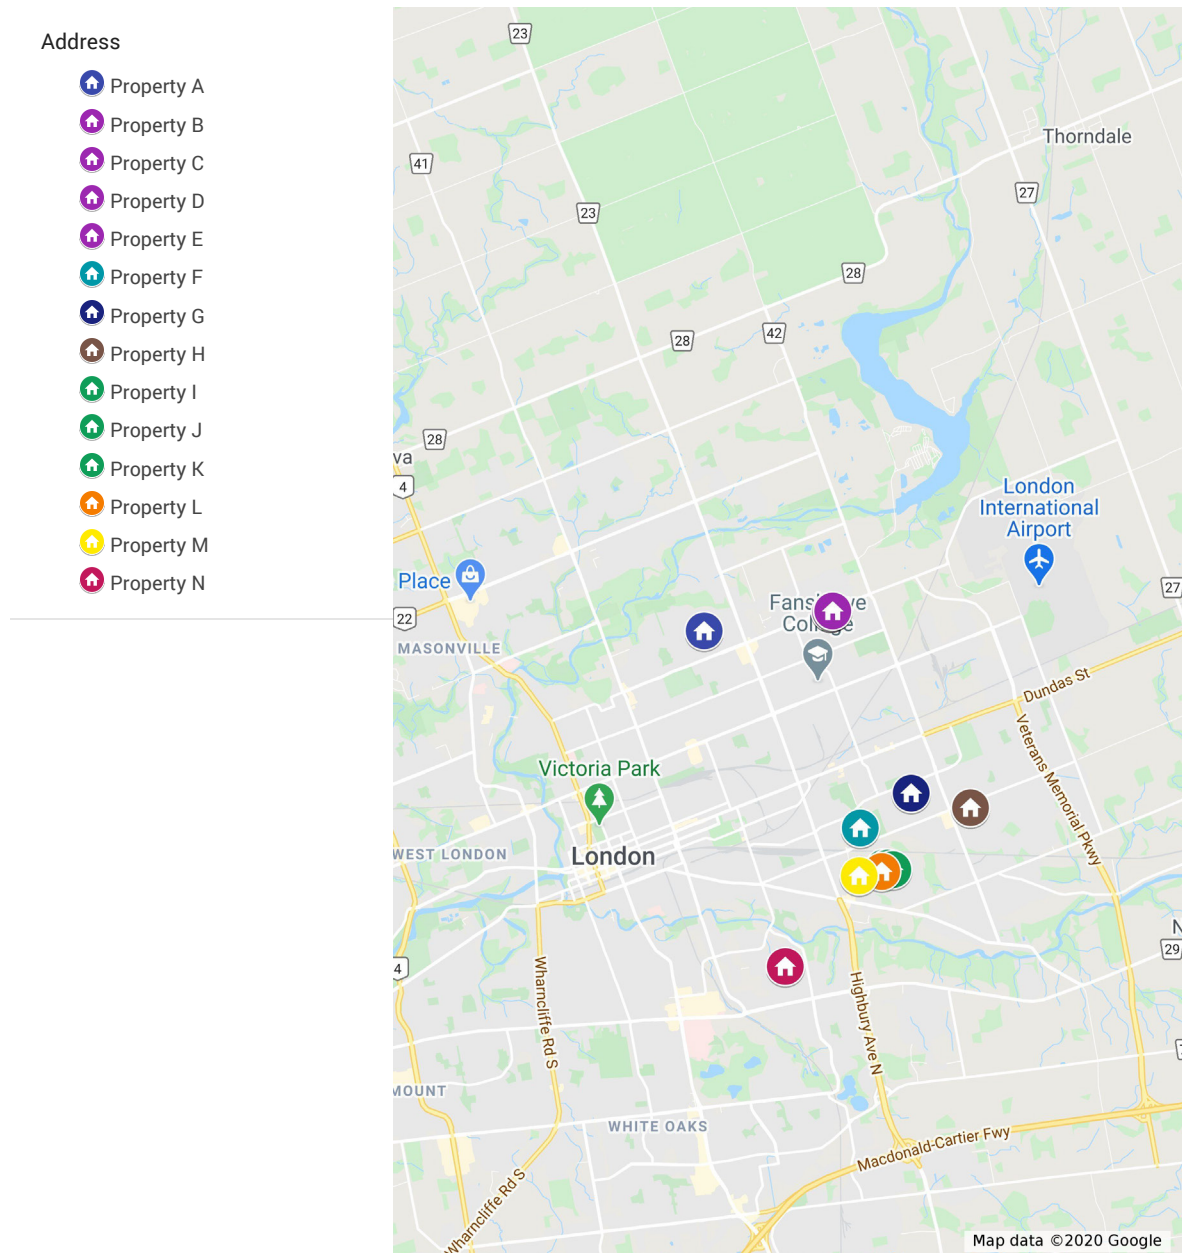 Address
Property A
Property B
Property C
Property D
Property E
Property F
Property G
Property H
Property I
Property J
Property K
Property L
Property M
Property N
23
Thorndale
41
27
23
28
42
28
28
va
4
London
International
Airport
Place
27
22
College
MASONVILLE
Dundas St
Veterans Memorial Pkwy
Victoria Park
WEST LONDON
London
N
29
4
Wharncliffe Rd S
Highbury Ave N
MOUNT
WHITE OAKS
Macdonald-Cartier Fwy
Wharncliffe Rd S
Map data ©2020 Google